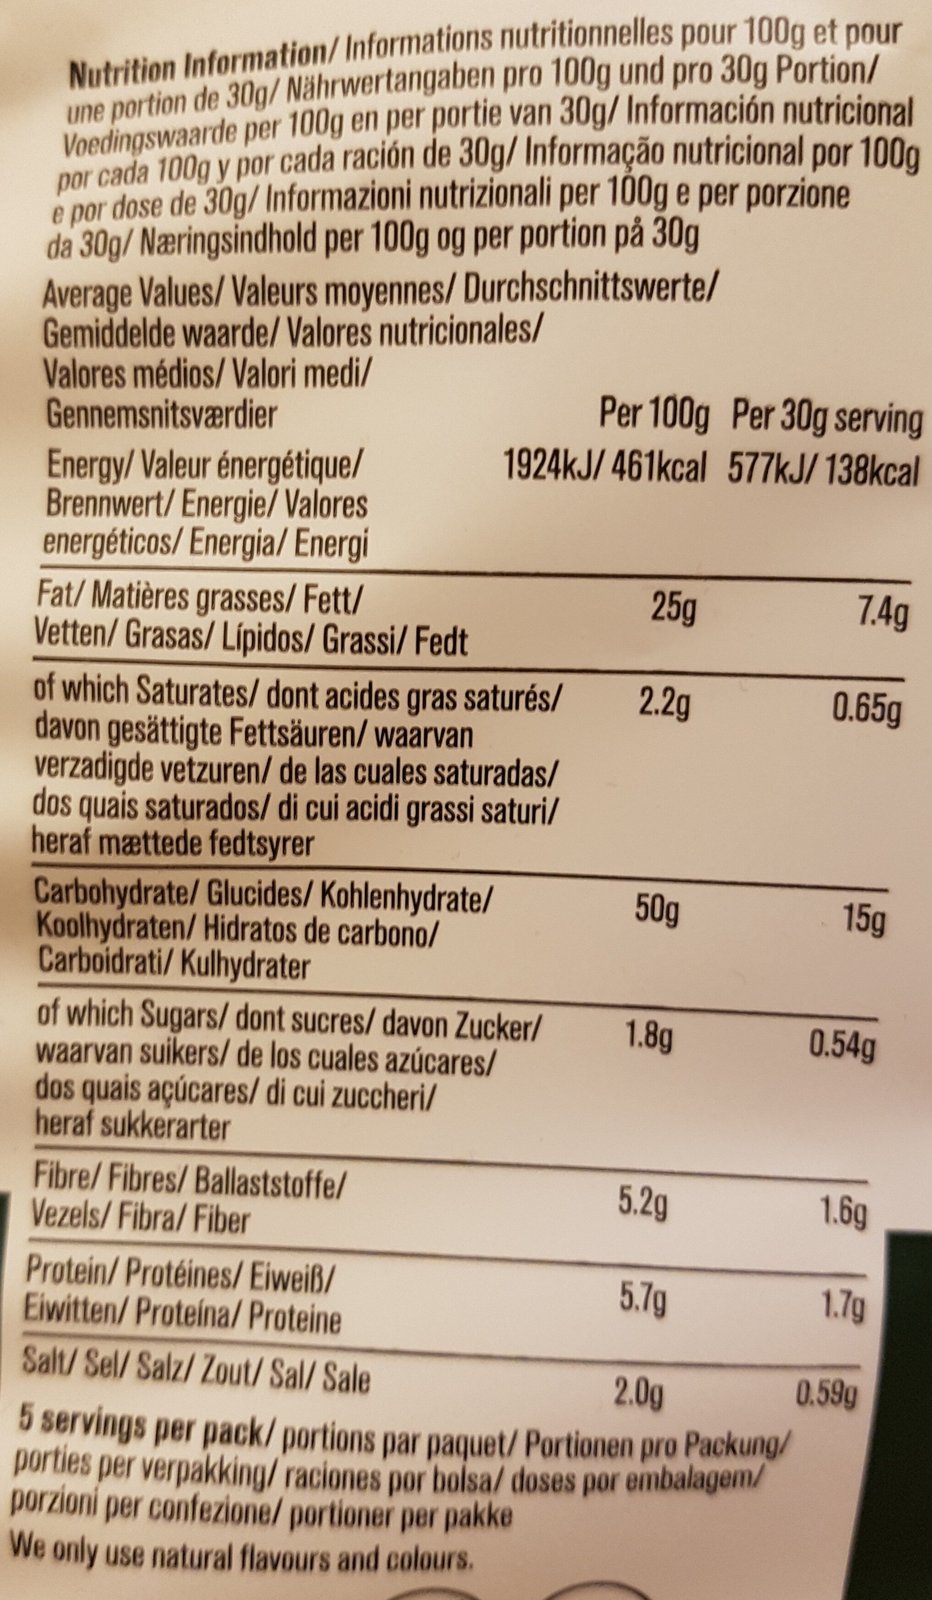 Nutrition Information/ Informations nutritionnelles pour 100g et pour
une portion de 30g/ Nährwertangaben pro 100g und pro 30g Portion/
Voedingswaarde per 100g en per portie van 30g/ Información nutricional
por cada 100g y por cada ración de 30g/ Informação nutricional por 100g
e por dose de 30g/ Informazioni nutrizionali per 100g e per porzione
da 30g/ Næringsindhold per 100g og per portion på 30g
Average Values/ Valeurs moyennes/ Durchschnittswerte/
Gemiddelde waarde/ Valores nutricionales/
Valores médios/ Valori medi/
Gennemsnitsværdier Per 100g Per 30g serving
Energy/ Valeur énergétique/ 1924kJ/ 461kcal 577kJ/ 138kcal
Brennwert/ Energie/ Valores
energéticos/ Energia/ Energi
Fat/ Matières grasses/ Fett/ 25g 7.4g
Vetten/ Grasas/ Lípidos/ Grassi/ Fedt
of which Saturates/ dont acides gras saturés/ 2.2g 0.65g
davon gesättigte Fettsäuren/ waarvan
verzadigde vetzuren/ de las cuales saturadas/
dos quais saturados/ di cui acidi grassi saturi/
heraf mættede fedtsyrer
Carbohydrate/ Glucides/ Kohlenhydrate/ 50g 15g
Koolhydraten/ Hidratos de carbono/
Carboidrati/ Kulhydrater
of which Sugars/ dont sucres/ davon Zucker/ 1.8g 0.54g
waarvan suikers/ de los cuales azúcares/
dos quais açúcares/ di cui zuccheri/
heraf sukkerarter
Fibre/ Fibres/ Ballaststoffe/ 5.2g 1.6g
Vezels/ Fibra/ Fiber
Protein/ Protéines/ Eiweiß/ 5.7g 1.7g
Eiwitten/ Proteína/ Proteine
Salt/ Sel/ Salz/ Zout/ Sal/ Sale 2.0g 0.59g
5 servings per pack/ portions par paquet/ Portionen pro Packung/
porties per verpakking/ raciones por bolsa/ doses por embalagem/
porzioni per confezione/ portioner per pakke
We only use natural flavours and colours.